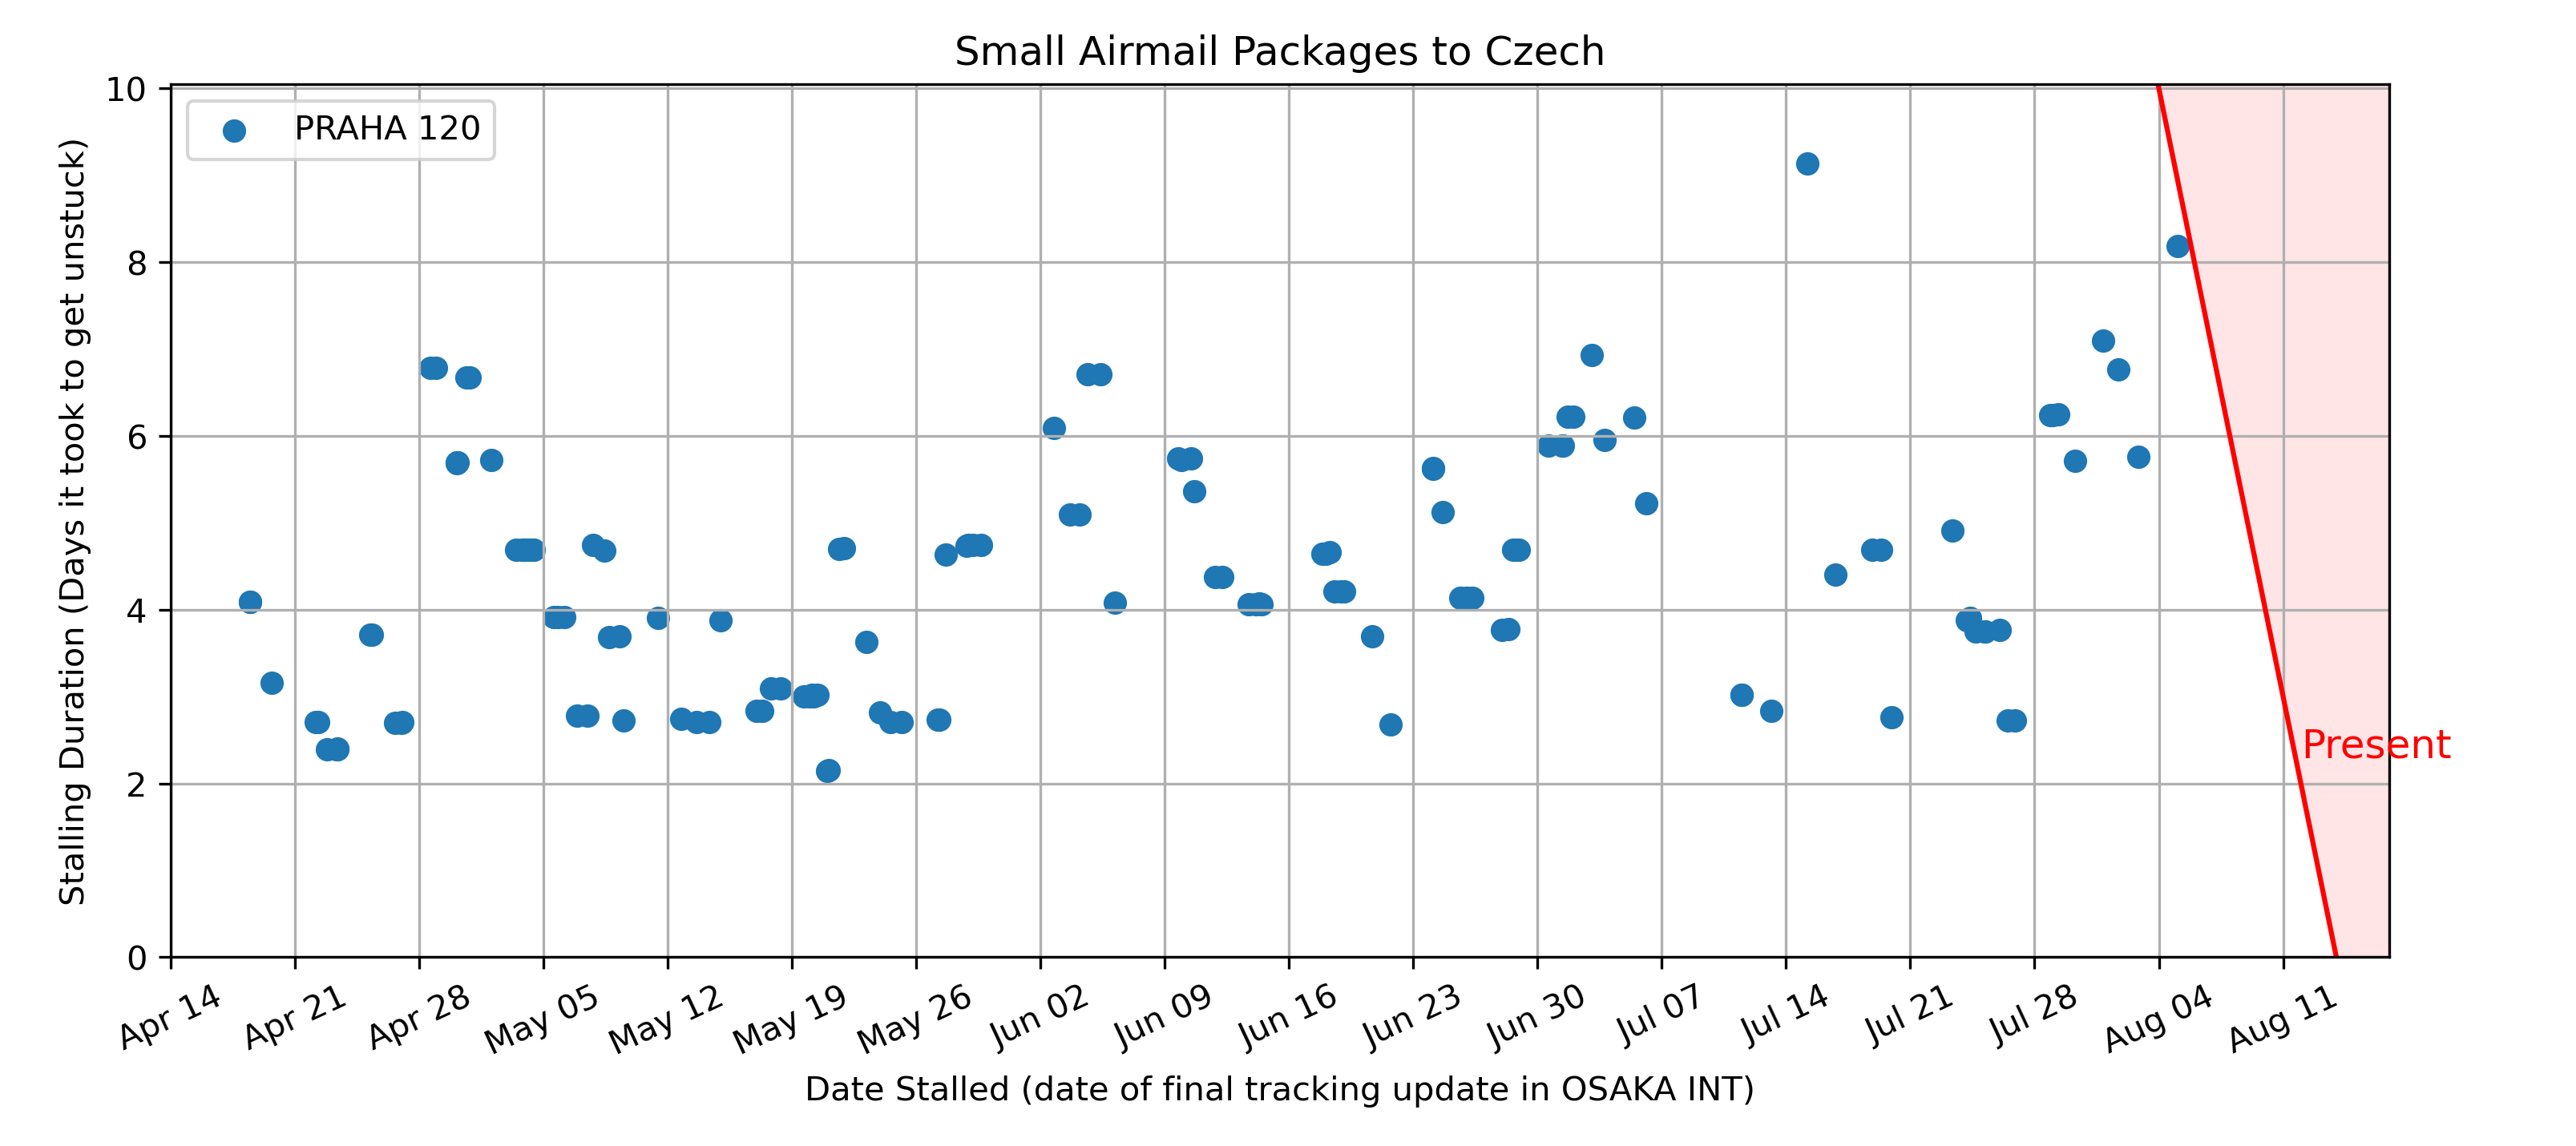 Small Airmail Packages to Czech
Stalling Duration (Days it took to get unstuck)
10
8
6
4
2
0
PRAHA 120
Present
Apr 14
Apr 21
Apr 28
May 05
May 12
May 19
May 26
Jun 02
Jun 09
Jun 16
Jun 23
Jun 30
Jul 07
Jul 14
Jul 21
Jul 28
Aug 04
Aug 11
Date Stalled (date of final tracking update in OSAKA INT)